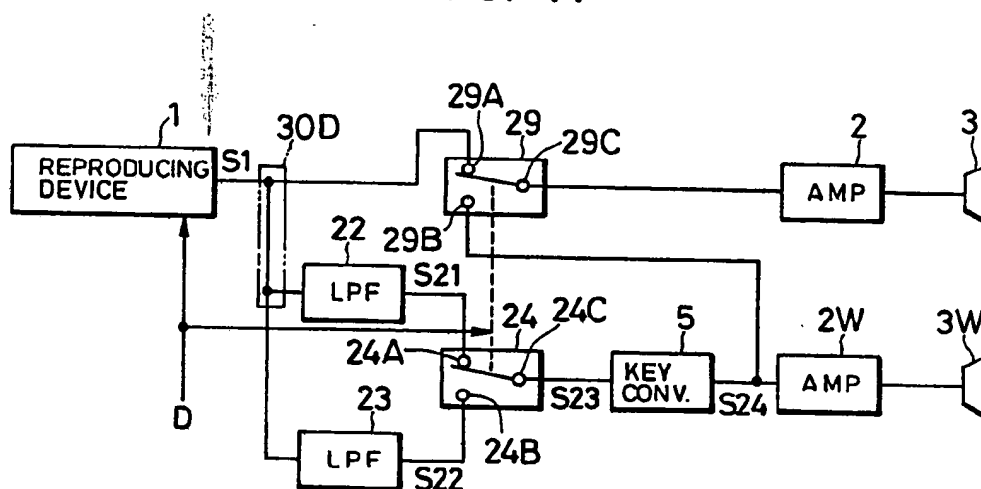 1
REPRODUCING
DEVICE
S1
30D
29A
29
29C
29B
2
AMP
3
22
LPF
S21
24A
24
24C
24B
S23
5
KEY
CONV.
S24
2W
AMP
3W
D
23
LPF
S22